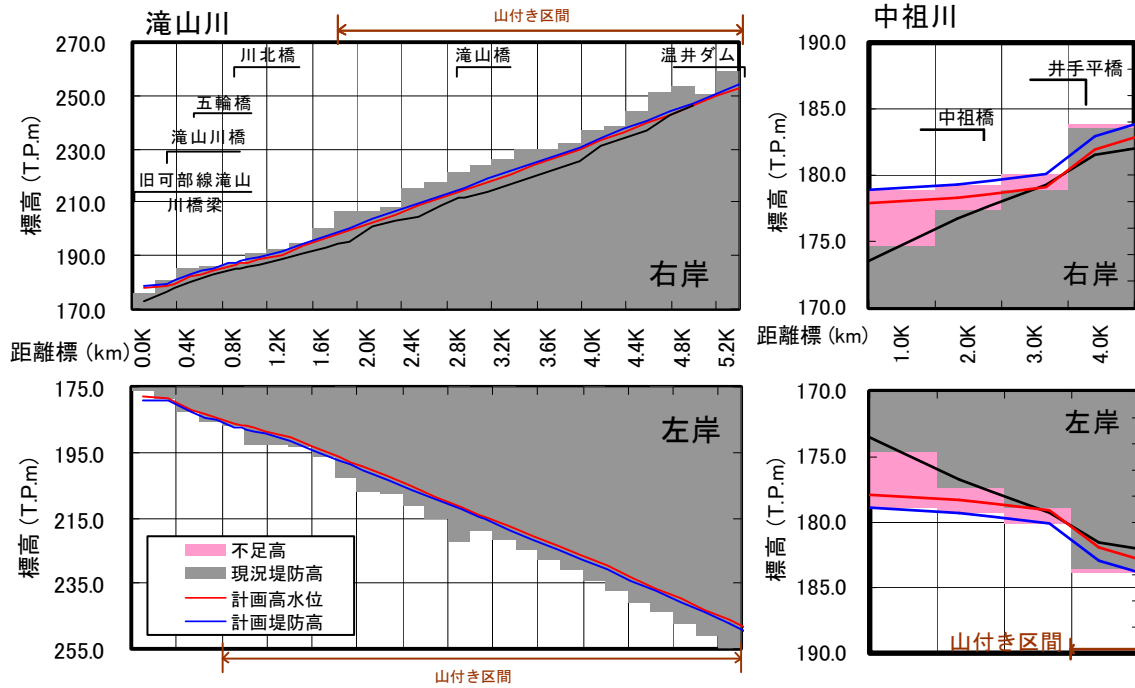 滝山川
山付き区間
中祖川
270.0
250.0
230.0
210.0
190.0
170.0
標高 (T.P.m)
川北橋
滝山橋
温井ダム
五輪橋
滝山川橋
旧可部線滝山
川橋梁
右岸
190.0
185.0
180.0
175.0
170.0
標高 (T.P.m)
井手平橋
中祖橋
右岸
距離標 (km)
0.0K
0.4K
0.8K
1.2K
1.6K
2.0K
2.4K
2.8K
3.2K
3.6K
4.0K
4.4K
4.8K
5.2K
距離標 (km)
1.0K
2.0K
3.0K
4.0K
175.0
195.0
215.0
235.0
255.0
標高 (T.P.m)
左岸
不足高
現況堤防高
計画高水位
計画堤防高
山付き区間
170.0
175.0
180.0
185.0
190.0
標高 (T.P.m)
左岸
山付き区間